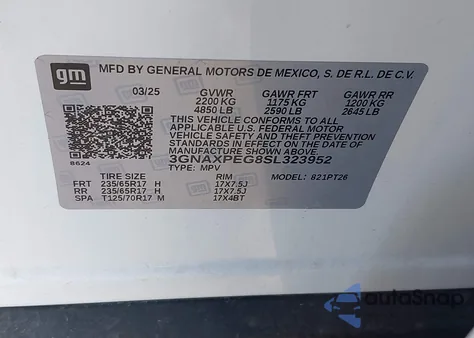 gm MFD BY GENERAL MOTORS DE MEXICO, S. DE R.L. DE C.V.
03/25 GVWR GAWR FRT GAWR RR
2200 KG 1175 KG 1200 KG
4850 LB 2590 LB 2645 LB
THIS VEHICLE CONFORMS TO ALL
APPLICABLE U.S. FEDERAL MOTOR
VEHICLE SAFETY AND THEFT PREVENTION
STANDARDS IN EFFECT ON THE DATE OF
MANUFACTURE SHOWN ABOVE.
8624 3GNAXPEG8SL323952
TYPE: MPV MODEL: 821PT26
TIRE SIZE RIM
FRT 235/65R17 H 17X7.5J
RR 235/65R17 H 17X7.5J
SPA T125/70R17 M 17X4BT
autoSnap